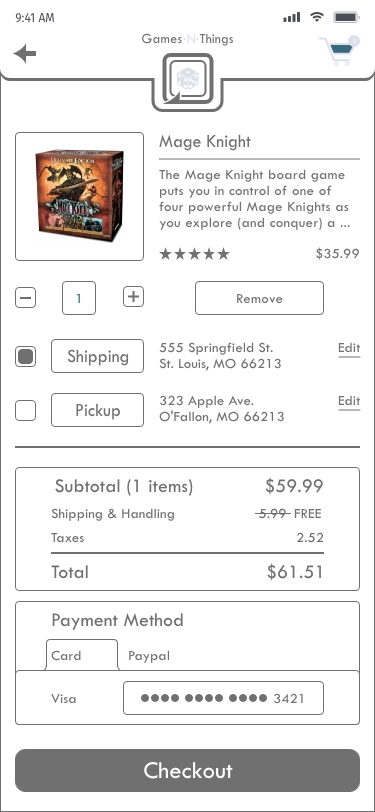 9:41 AM
Games·N·Things
Mage Knight
The Mage Knight board game
puts you in control of one of
four powerful Mage Knights as
you explore (and conquer) a ...
★★★★★ $35.99
1
Remove
Shipping
555 Springfield St.
St. Louis, MO 66213
Edit
Pickup
323 Apple Ave.
O'Fallon, MO 66213
Edit
Subtotal (1 items) $59.99
Shipping & Handling 5.99 FREE
Taxes 2.52
Total $61.51
Payment Method
Card Paypal
Visa ●●●● ●●●● ●●●● 3421
Checkout